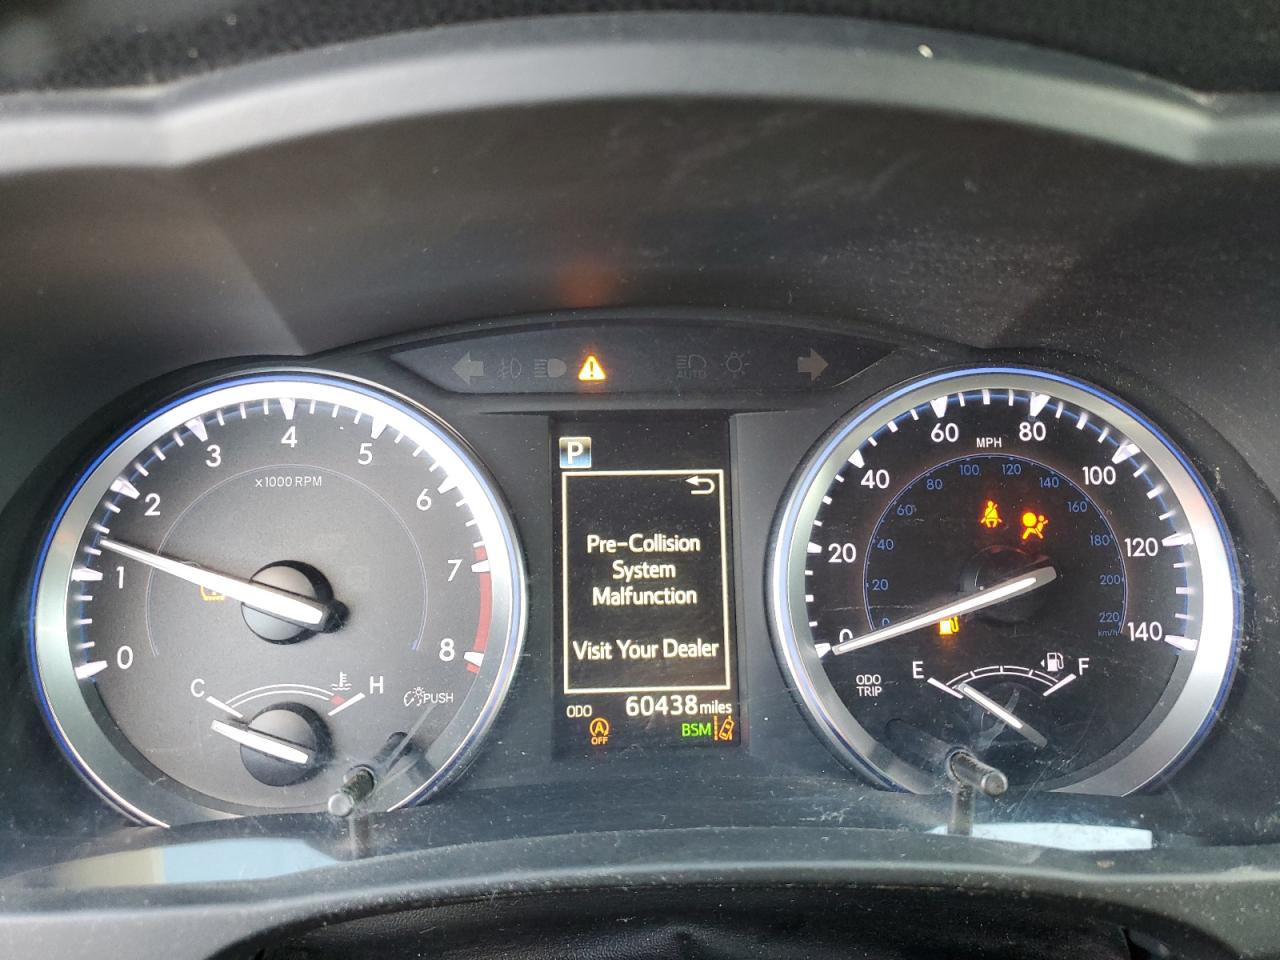 AUTO
P
Pre-Collision
System
Malfunction
Visit Your Dealer
ODO 60438 miles
A
OFF
BSM
0
1
2
3
4
5
6
7
8
x1000 RPM
C
H
PUSH
0
20
40
60
80
100
120
140
MPH
0
20
40
60
80
100
120
140
160
180
200
220
km/h
ODO
TRIP
E
F